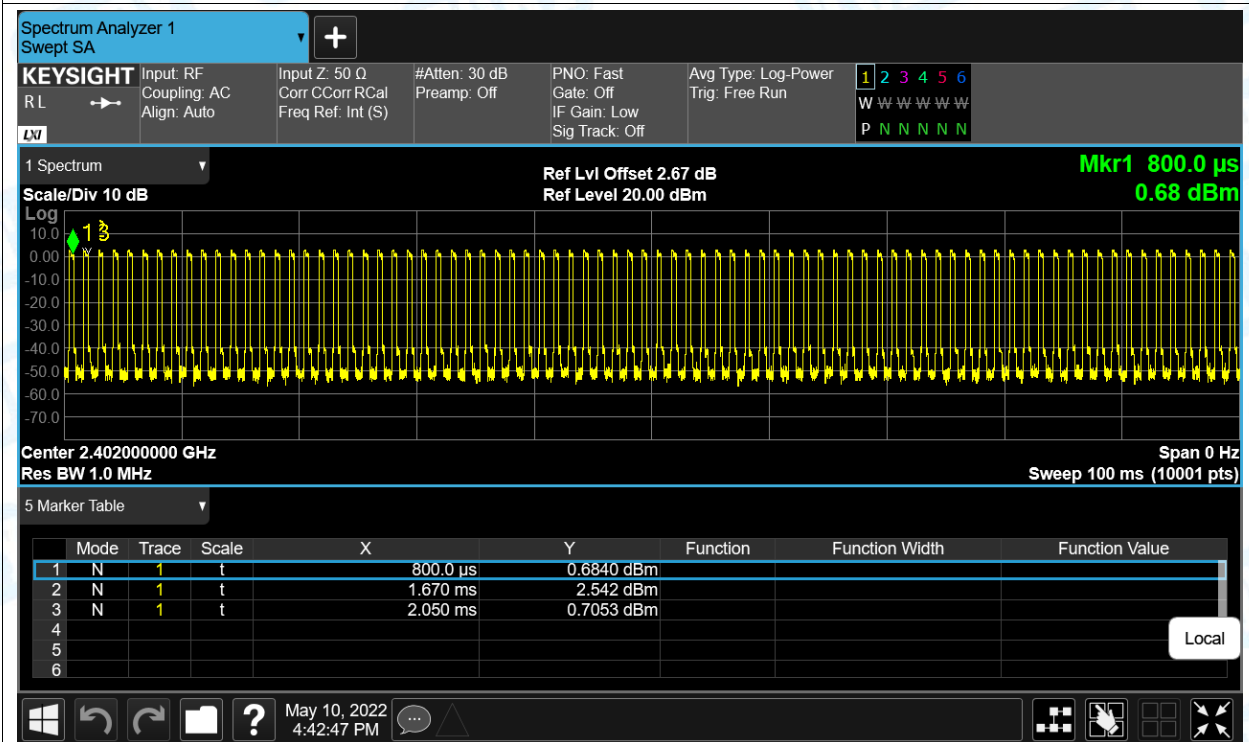 Spectrum Analyzer 1
Swept SA
KEYSIGHT Input: RF Input Z: 50 Ω #Atten: 30 dB PNO: Fast Avg Type: Log-Power 1 2 3 4 5 6
R L Coupling: AC Corr CCorr RCal Preamp: Off Gate: Off Trig: Free Run W W W W W W
Align: Auto Freq Ref: Int (S) IF Gain: Low
LXI Sig Track: Off P N N N N N
1 Spectrum Ref Lvl Offset 2.67 dB Mkr1 800.0 µs
Scale/Div 10 dB Ref Level 20.00 dBm 0.68 dBm
Log
10.0 1 3
0.00
-10.0
-20.0
-30.0
-40.0
-50.0
-60.0
-70.0
Center 2.402000000 GHz Span 0 Hz
Res BW 1.0 MHz Sweep 100 ms (10001 pts)
5 Marker Table
Mode Trace Scale X Y Function Function Width Function Value
1 N 1 t 800.0 µs 0.6840 dBm
2 N 1 t 1.670 ms 2.542 dBm
3 N 1 t 2.050 ms 0.7053 dBm
4
5
6
Local
? May 10, 2022
4:42:47 PM